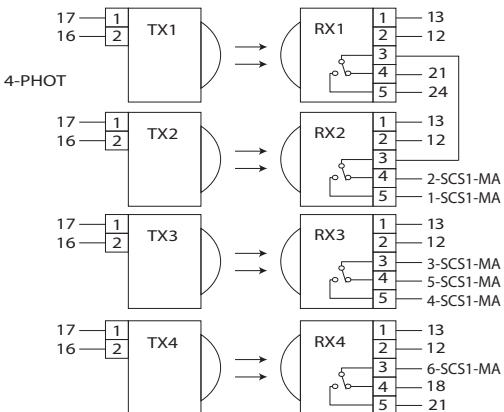 17 1 TX1 RX1 1 13
16 2 2 12
3
4 21
5 24
4-PHOT
17 1 TX2 RX2 1 13
16 2 2 12
3
4 2-SCS1-MA
5 1-SCS1-MA
17 1 TX3 RX3 1 13
16 2 2 12
3 3-SCS1-MA
4 5-SCS1-MA
5 4-SCS1-MA
17 1 TX4 RX4 1 13
16 2 2 12
3 6-SCS1-MA
4 18
5 21